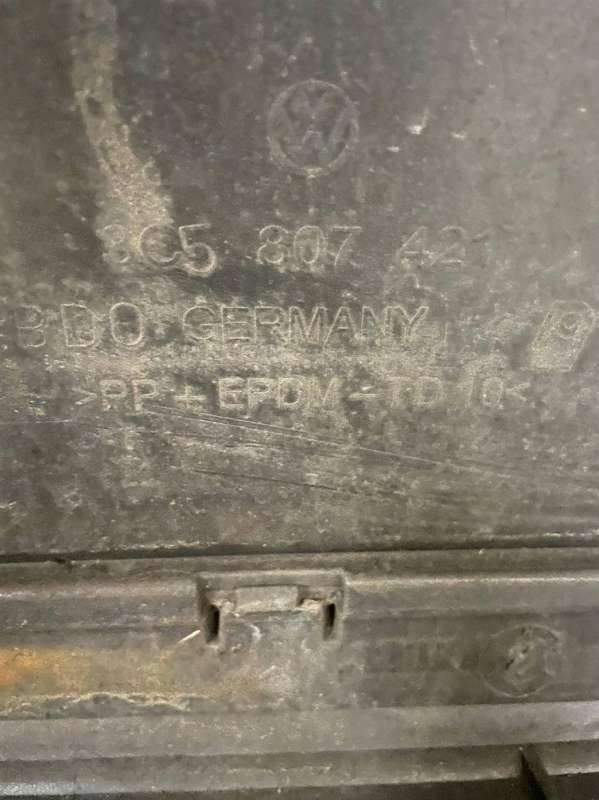 3C5 807 421
BDO GERMANY
>PP+EPDM-TD10<